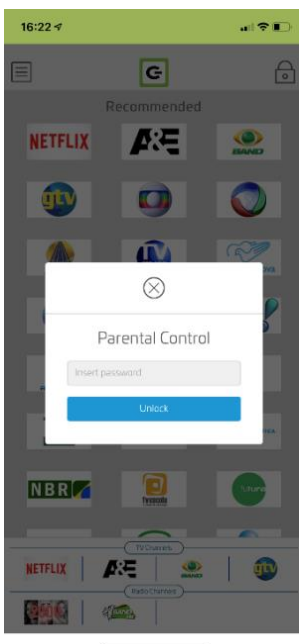 16:22
G
Recommended
NETFLIX
A&E
BAND
gtv
TV
Parental Control
Insert password
Unlock
NBR
TV Channels
NETFLIX
A&E
BAND
gtv
Radio Channels